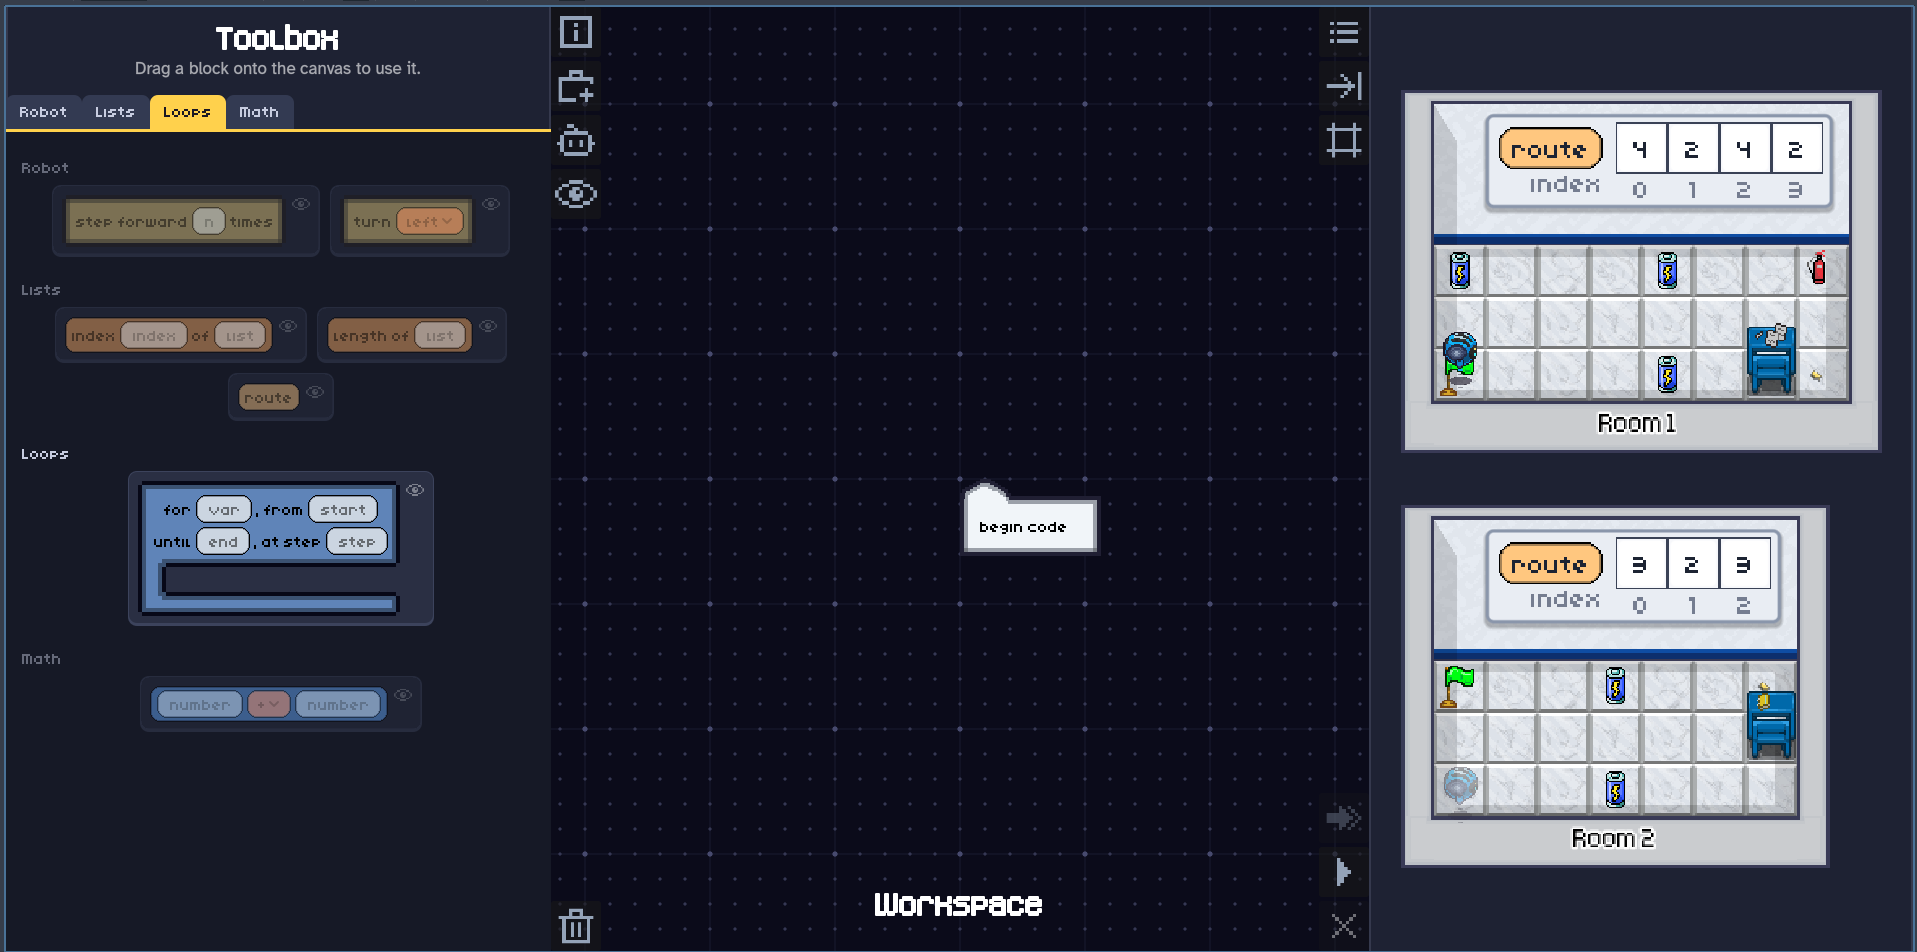 Toolbox
Drag a block onto the canvas to use it.
Robot Lists Loops Math
Robot
step forward n times
turn left
Lists
index index of list
length of list
route
Loops
for var , from start
until end , at step step
Math
number + number
begin code
Workspace
route 4 2 4 2
index 0 1 2 3
Room 1
route 3 2 3
index 0 1 2
Room 2